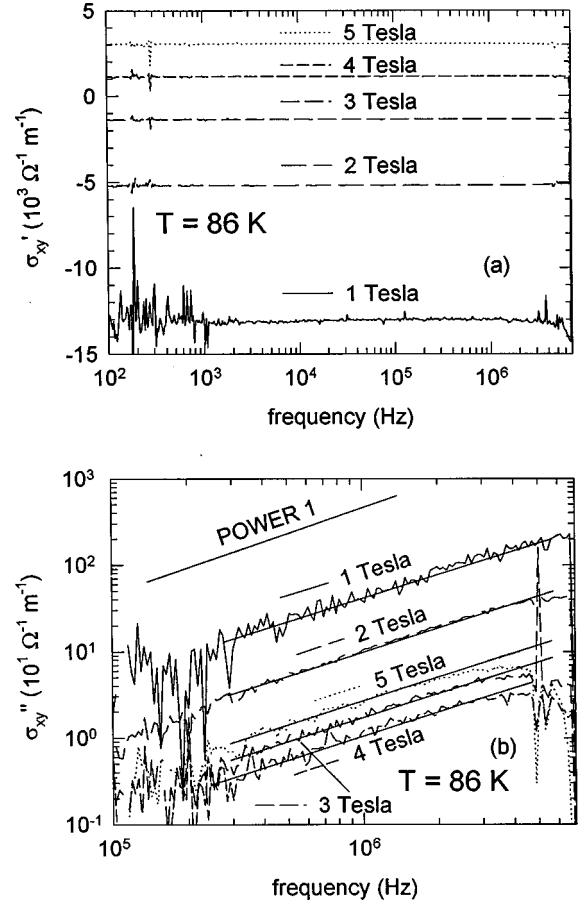 5
5 Tesla
4 Tesla
3 Tesla
0
2 Tesla
-5
T = 86 K
(a)
-10
1 Tesla
-15
σxy' (10³ Ω⁻¹ m⁻¹)
10² 10³ 10⁴ 10⁵ 10⁶
frequency (Hz)
10³
POWER 1
10²
1 Tesla
2 Tesla
10¹
5 Tesla
10⁰
4 Tesla
(b)
T = 86 K
3 Tesla
10⁻¹
σxy'' (10¹ Ω⁻¹ m⁻¹)
10⁵ 10⁶
frequency (Hz)